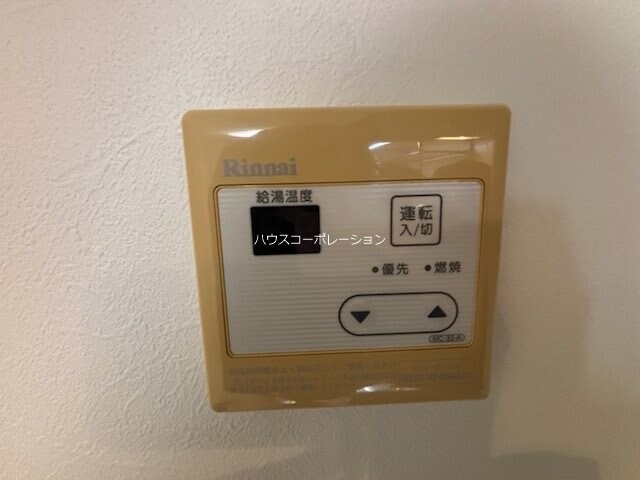 Rinnai
給湯温度
運転
入/切
ハウスコーポレーション
優先 燃焼
▼ ▲
MC-33-A